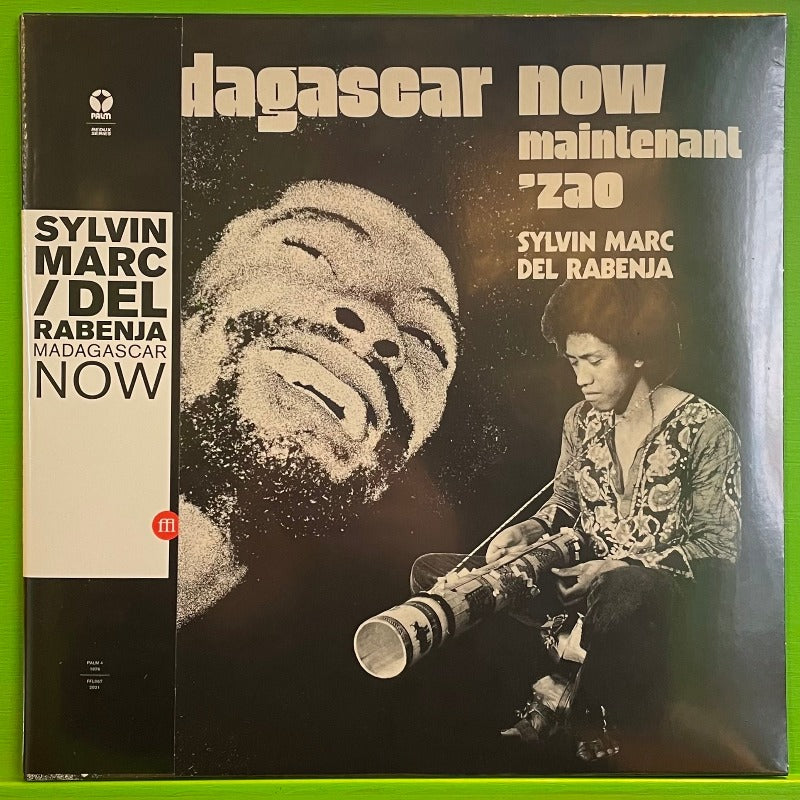 PALM
REDUX
SERIES
SYLVIN
MARC
/DEL
RABENJA
MADAGASCAR
NOW
ffl
PALM 4
1976
FFL067
2021
dagascar now
maintenant
'zao
SYLVIN MARC
DEL RABENJA